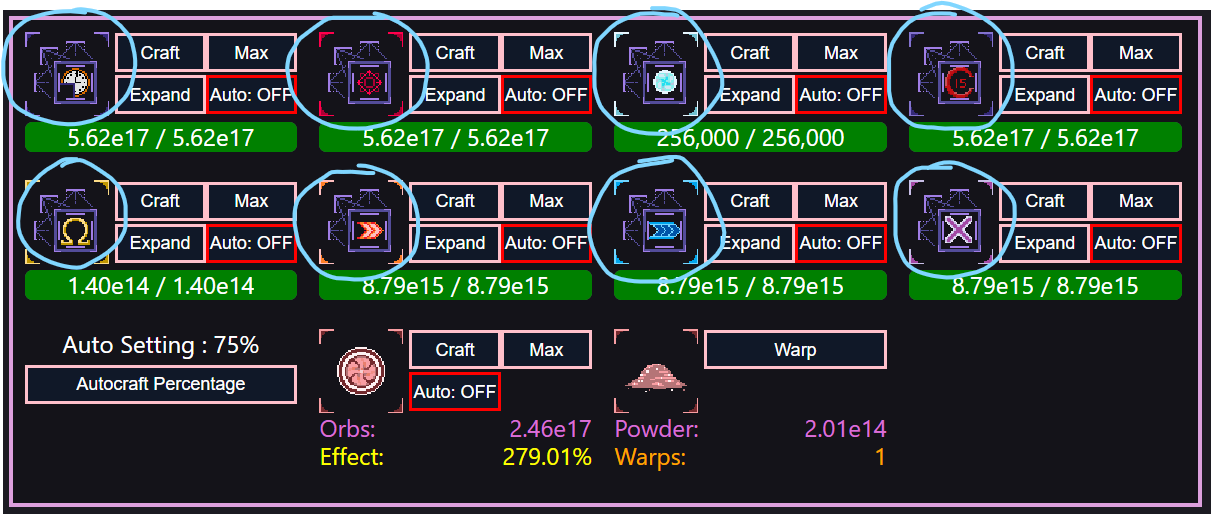 Craft Max Craft Max Craft Max Craft Max
Expand Auto: OFF Expand Auto: OFF Expand Auto: OFF 15 Expand Auto: OFF
5.62e17 / 5.62e17 5.62e17 / 5.62e17 256,000 / 256,000 5.62e17 / 5.62e17
Craft Max Craft Max Craft Max Craft Max
Ω Expand Auto: OFF Expand Auto: OFF Expand Auto: OFF Expand Auto: OFF
1.40e14 / 1.40e14 8.79e15 / 8.79e15 8.79e15 / 8.79e15 8.79e15 / 8.79e15
Auto Setting : 75% Craft Max Warp
Autocraft Percentage Auto: OFF
Orbs: 2.46e17 Powder: 2.01e14
Effect: 279.01% Warps: 1